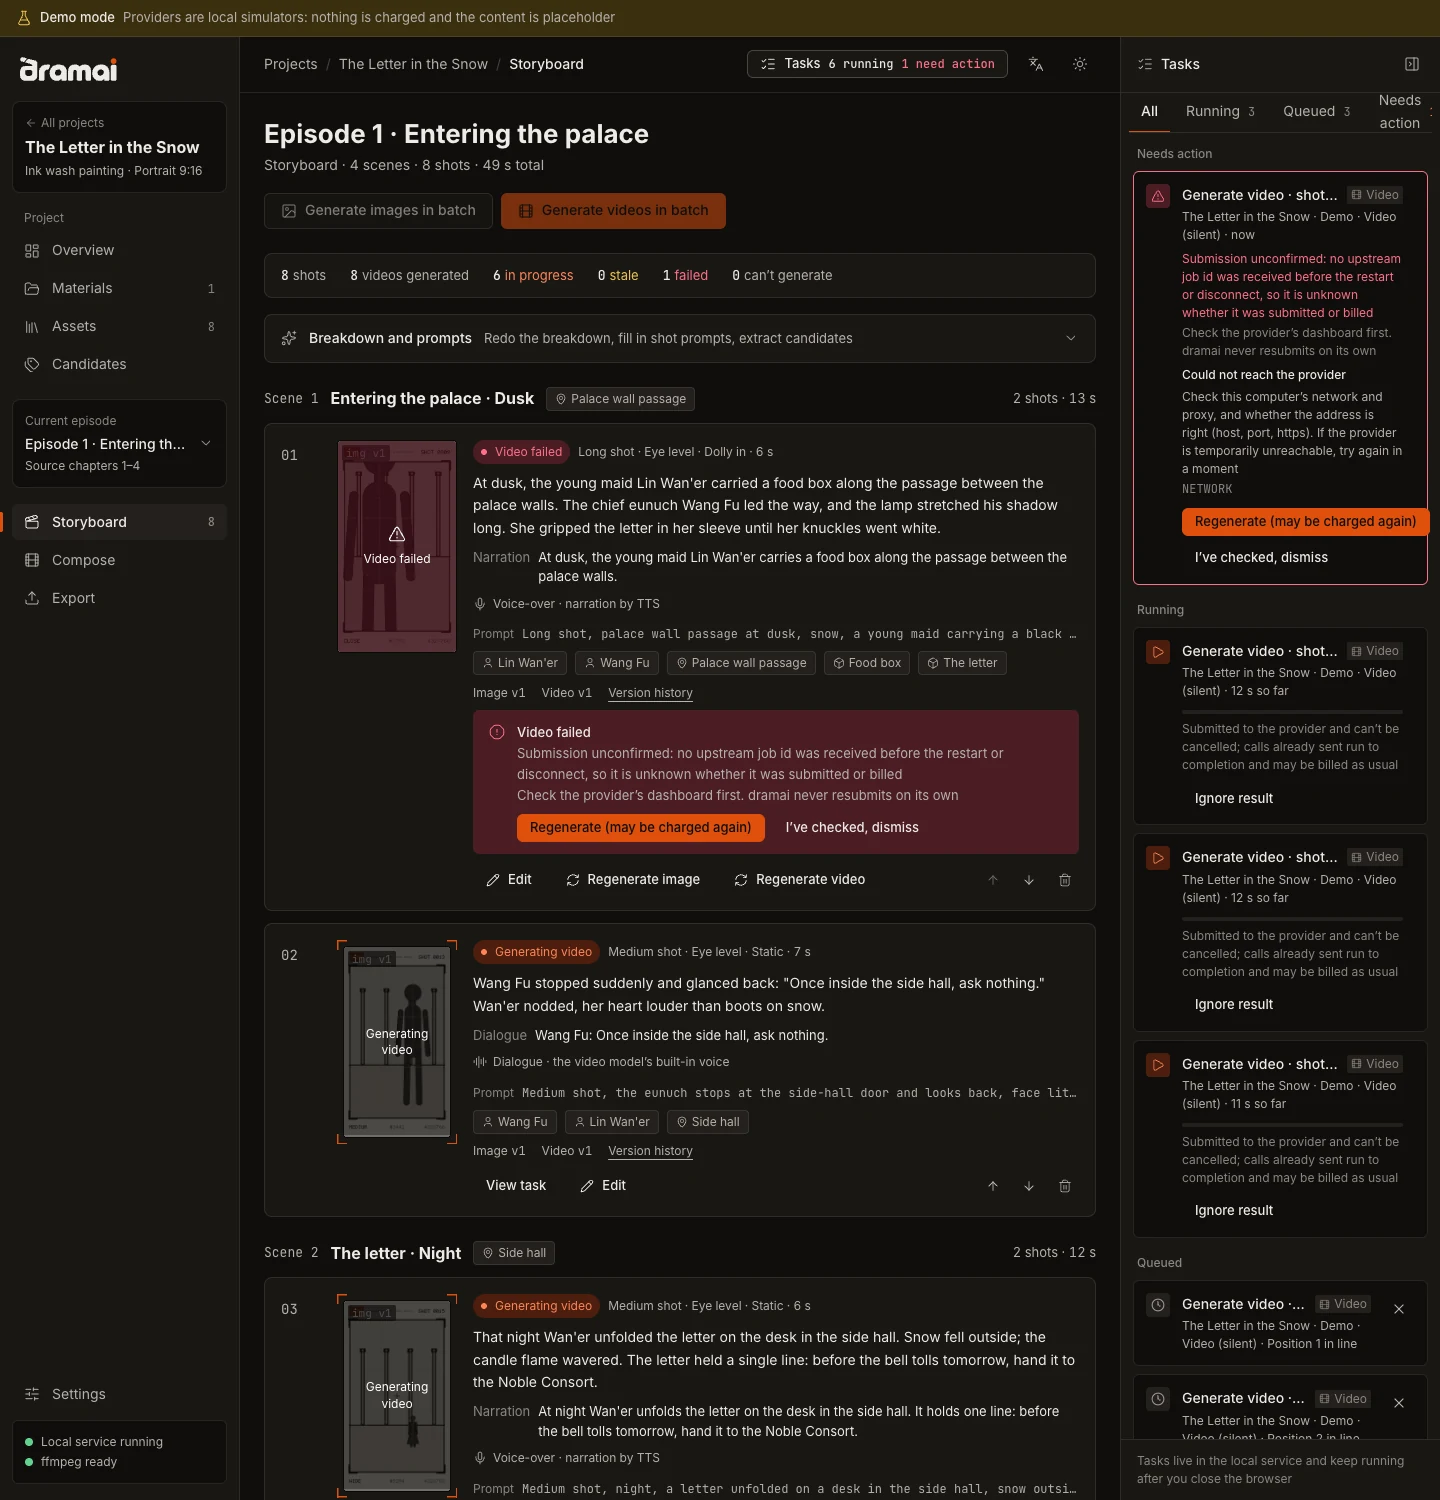 Demo mode Providers are local simulators: nothing is charged and the content is placeholder
dramai
← All projects
The Letter in the Snow
Ink wash painting · Portrait 9:16
Project
Overview
Materials 1
Assets 8
Candidates
Current episode
Episode 1 · Entering th...
Source chapters 1–4
Storyboard 8
Compose
Export
Settings
Local service running
ffmpeg ready
Projects / The Letter in the Snow / Storyboard
Tasks 6 running 1 need action
Episode 1 · Entering the palace
Storyboard · 4 scenes · 8 shots · 49 s total
Generate images in batch
Generate videos in batch
8 shots 8 videos generated 6 in progress 0 stale 1 failed 0 can’t generate
Breakdown and prompts Redo the breakdown, fill in shot prompts, extract candidates
Scene 1 Entering the palace · Dusk Palace wall passage 2 shots · 13 s
01
img v1
Video failed
Video failed Long shot · Eye level · Dolly in · 6 s
At dusk, the young maid Lin Wan'er carried a food box along the passage between the
palace walls. The chief eunuch Wang Fu led the way, and the lamp stretched his shadow
long. She gripped the letter in her sleeve until her knuckles went white.
Narration At dusk, the young maid Lin Wan'er carries a food box along the passage between the
palace walls.
Voice-over · narration by TTS
Prompt Long shot, palace wall passage at dusk, snow, a young maid carrying a black …
Lin Wan'er Wang Fu Palace wall passage Food box The letter
Image v1 Video v1 Version history
Video failed
Submission unconfirmed: no upstream job id was received before the restart or
disconnect, so it is unknown whether it was submitted or billed
Check the provider’s dashboard first. dramai never resubmits on its own
Regenerate (may be charged again) I’ve checked, dismiss
Edit Regenerate image Regenerate video
02
img v1
Generating
video
Generating video Medium shot · Eye level · Static · 7 s
Wang Fu stopped suddenly and glanced back: "Once inside the side hall, ask nothing."
Wan'er nodded, her heart louder than boots on snow.
Dialogue Wang Fu: Once inside the side hall, ask nothing.
Dialogue · the video model’s built-in voice
Prompt Medium shot, the eunuch stops at the side-hall door and looks back, face lit…
Wang Fu Lin Wan'er Side hall
Image v1 Video v1 Version history
View task Edit
Scene 2 The letter · Night Side hall 2 shots · 12 s
03
img v1
Generating
video
Generating video Medium shot · Eye level · Static · 6 s
That night Wan'er unfolded the letter on the desk in the side hall. Snow fell outside; the
candle flame wavered. The letter held a single line: before the bell tolls tomorrow, hand it to
the Noble Consort.
Narration At night Wan'er unfolds the letter on the desk in the side hall. It holds one line: before
the bell tolls tomorrow, hand it to the Noble Consort.
Voice-over · narration by TTS
Prompt Medium shot, night, a letter unfolded on a desk in the side hall, snow outsi…
Tasks
All Running 3 Queued 3 Needs action
Needs action
Generate video · shot... Video
The Letter in the Snow · Demo · Video
(silent) · now
Submission unconfirmed: no upstream
job id was received before the restart
or disconnect, so it is unknown
whether it was submitted or billed
Check the provider’s dashboard first.
dramai never resubmits on its own
Could not reach the provider
Check this computer’s network and
proxy, and whether the address is
right (host, port, https). If the provider
is temporarily unreachable, try again in
a moment
NETWORK
Regenerate (may be charged again)
I’ve checked, dismiss
Running
Generate video · shot... Video
The Letter in the Snow · Demo · Video
(silent) · 12 s so far
Submitted to the provider and can’t be
cancelled; calls already sent run to
completion and may be billed as usual
Ignore result
Generate video · shot... Video
The Letter in the Snow · Demo · Video
(silent) · 12 s so far
Submitted to the provider and can’t be
cancelled; calls already sent run to
completion and may be billed as usual
Ignore result
Generate video · shot... Video
The Letter in the Snow · Demo · Video
(silent) · 11 s so far
Submitted to the provider and can’t be
cancelled; calls already sent run to
completion and may be billed as usual
Ignore result
Queued
Generate video ·... Video
The Letter in the Snow · Demo ·
Video (silent) · Position 1 in line
Generate video ·... Video
The Letter in the Snow · Demo ·
Video (silent) · Position 2 in line
Tasks live in the local service and keep running
after you close the browser